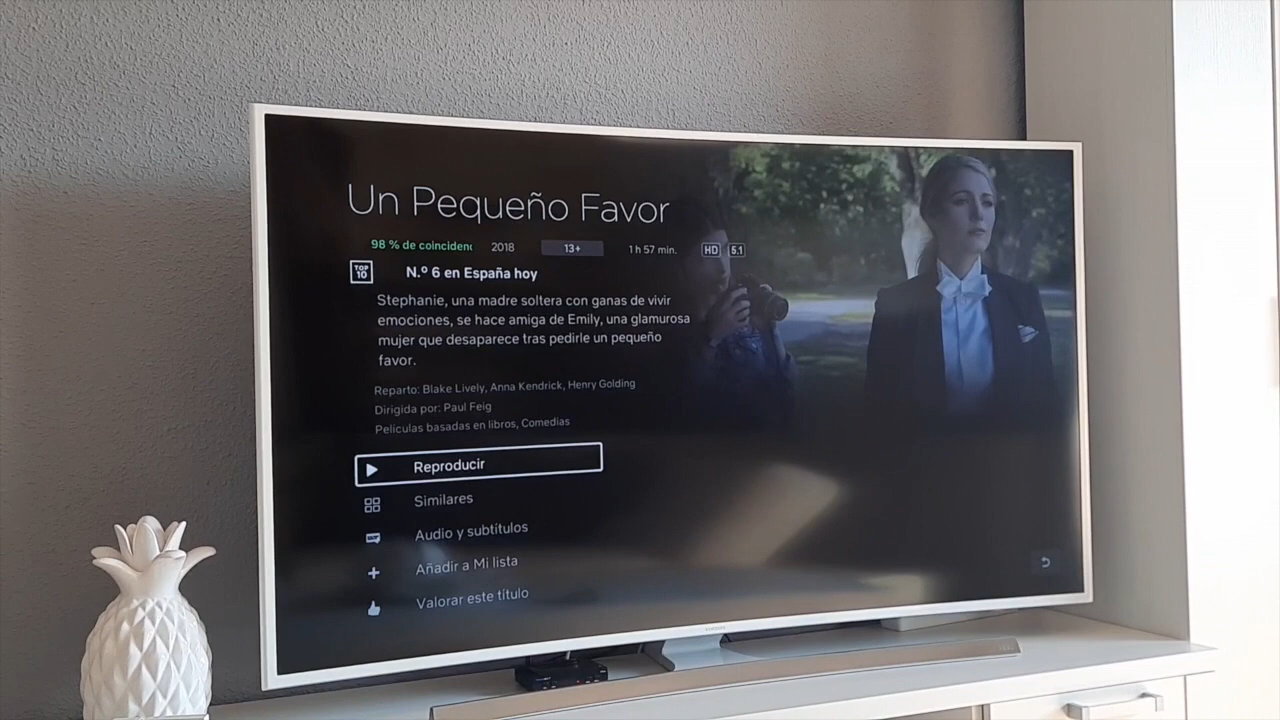 Un Pequeño Favor
98 % de coinciden 2018 13+ 1 h 57 min. HD 5.1
TOP 10 N.º 6 en España hoy
Stephanie, una madre soltera con ganas de vivir
emociones, se hace amiga de Emily, una glamurosa
mujer que desaparece tras pedirle un pequeño
favor.
Reparto: Blake Lively, Anna Kendrick, Henry Golding
Dirigida por: Paul Feig
Películas basadas en libros, Comedias
Reproducir
Similares
Audio y subtítulos
Añadir a Mi lista
Valorar este título
SAMSUNG